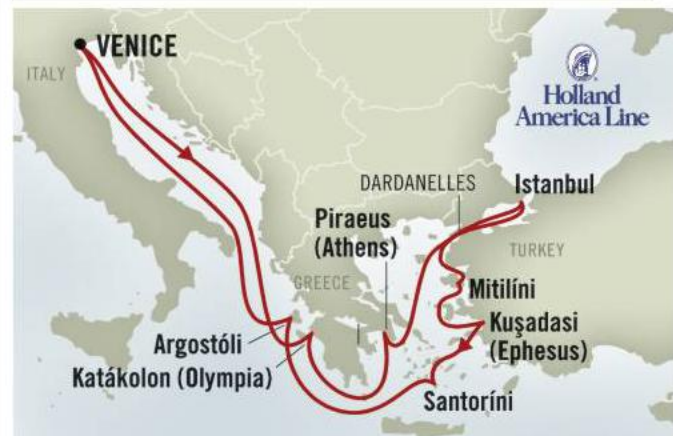 VENICE
ITALY
Holland
America Line
DARDANELLES
Istanbul
Piraeus
(Athens)
TURKEY
GREECE
Mitilíni
Argostóli
Kuşadasi
(Ephesus)
Katákolon (Olympia)
Santoríni